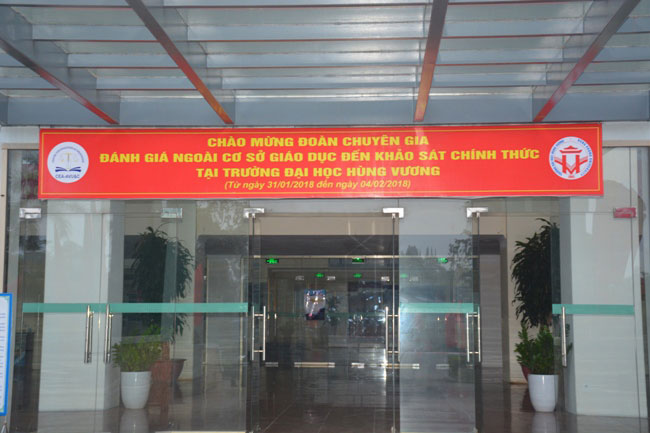 CHÀO MỪNG ĐOÀN CHUYÊN GIA
ĐÁNH GIÁ NGOÀI CƠ SỞ GIÁO DỤC ĐẾN KHẢO SÁT CHÍNH THỨC
TẠI TRƯỜNG ĐẠI HỌC HÙNG VƯƠNG
(Từ ngày 31/01/2018 đến ngày 04/02/2018)